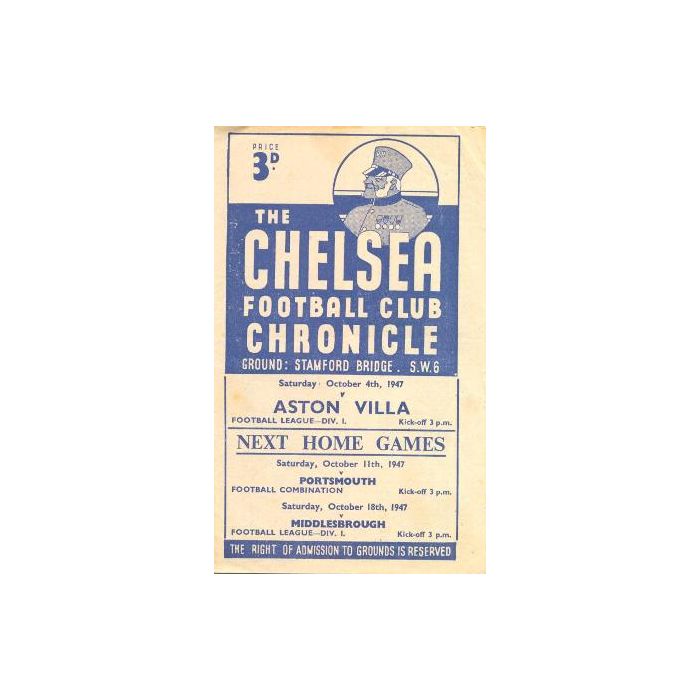 PRICE
3D.
THE
CHELSEA
FOOTBALL CLUB
CHRONICLE
GROUND: STAMFORD BRIDGE. S.W.6
Saturday October 4th, 1947
v
ASTON VILLA
FOOTBALL LEAGUE—DIV. I. Kick-off 3 p.m.
NEXT HOME GAMES
Saturday, October 11th, 1947
v
PORTSMOUTH
FOOTBALL COMBINATION Kick-off 3 p.m.
Saturday, October 18th, 1947
v
MIDDLESBROUGH
FOOTBALL LEAGUE—DIV. I. Kick-off 3 p.m.
THE RIGHT OF ADMISSION TO GROUNDS IS RESERVED